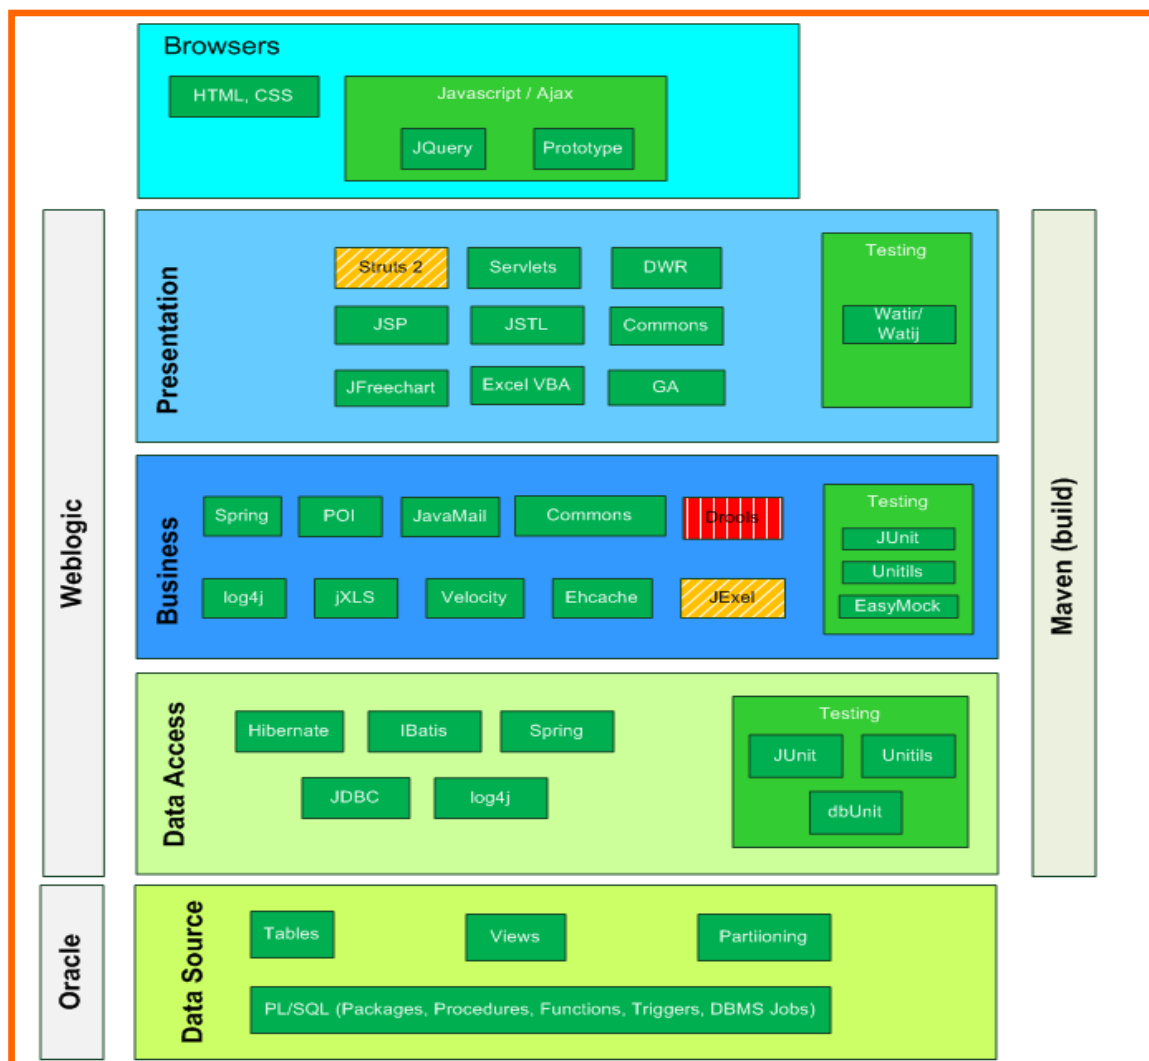 Browsers
HTML, CSS
Javascript / Ajax
JQuery
Prototype
Weblogic
Maven (build)
Presentation
Struts 2
Servlets
DWR
JSP
JSTL
Commons
JFreechart
Excel VBA
GA
Testing
Watir/
Watij
Business
Spring
POI
JavaMail
Commons
Drools
log4j
jXLS
Velocity
Ehcache
JExel
Testing
JUnit
Unitils
EasyMock
Data Access
Hibernate
IBatis
Spring
JDBC
log4j
Testing
JUnit
Unitils
dbUnit
Oracle
Data Source
Tables
Views
Partiioning
PL/SQL (Packages, Procedures, Functions, Triggers, DBMS Jobs)